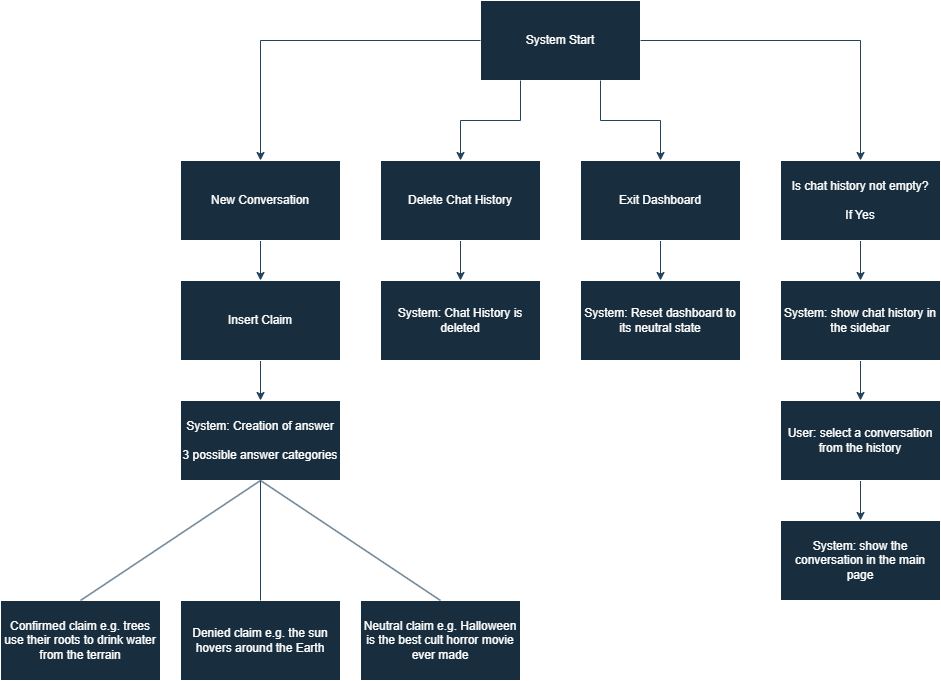 System Start
New Conversation
Delete Chat History
Exit Dashboard
Is chat history not empty?
If Yes
Insert Claim
System: Chat History is
deleted
System: Reset dashboard to
its neutral state
System: show chat history in
the sidebar
System: Creation of answer
3 possible answer categories
User: select a conversation
from the history
System: show the
conversation in the main
page
Confirmed claim e.g. trees
use their roots to drink water
from the terrain
Denied claim e.g. the sun
hovers around the Earth
Neutral claim e.g. Halloween
is the best cult horror movie
ever made